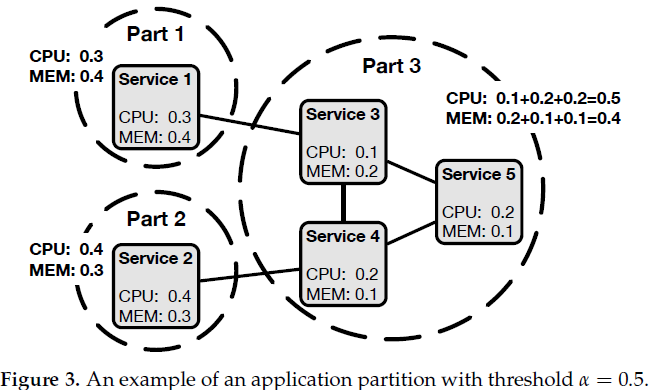 Part 1
CPU: 0.3
MEM: 0.4
Service 1
CPU: 0.3
MEM: 0.4
Part 2
CPU: 0.4
MEM: 0.3
Service 2
CPU: 0.4
MEM: 0.3
Part 3
CPU: 0.1+0.2+0.2=0.5
MEM: 0.2+0.1+0.1=0.4
Service 3
CPU: 0.1
MEM: 0.2
Service 4
CPU: 0.2
MEM: 0.1
Service 5
CPU: 0.2
MEM: 0.1
Figure 3. An example of an application partition with threshold α = 0.5.